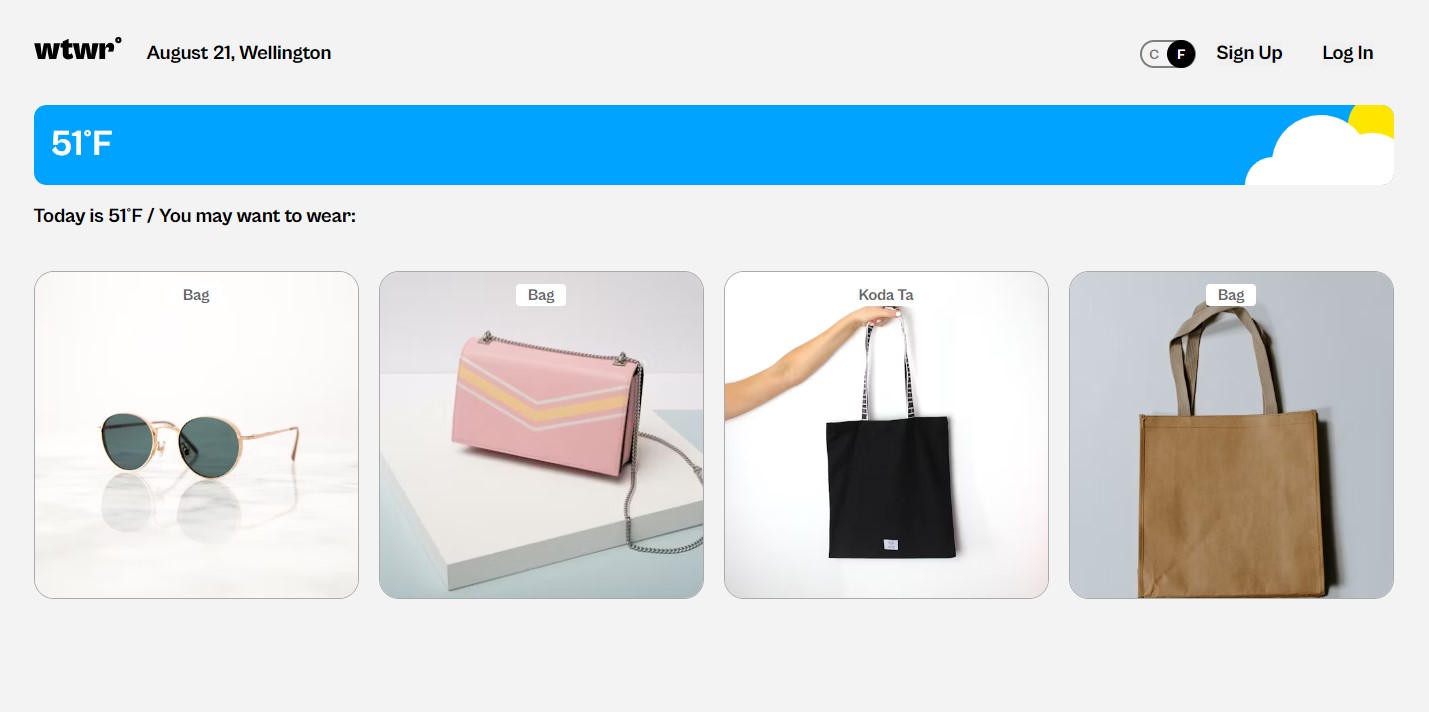 wtwr°
August 21, Wellington
C
F
Sign Up
Log In
51°F
Today is 51°F / You may want to wear:
Bag
Bag
Koda Ta
Bag